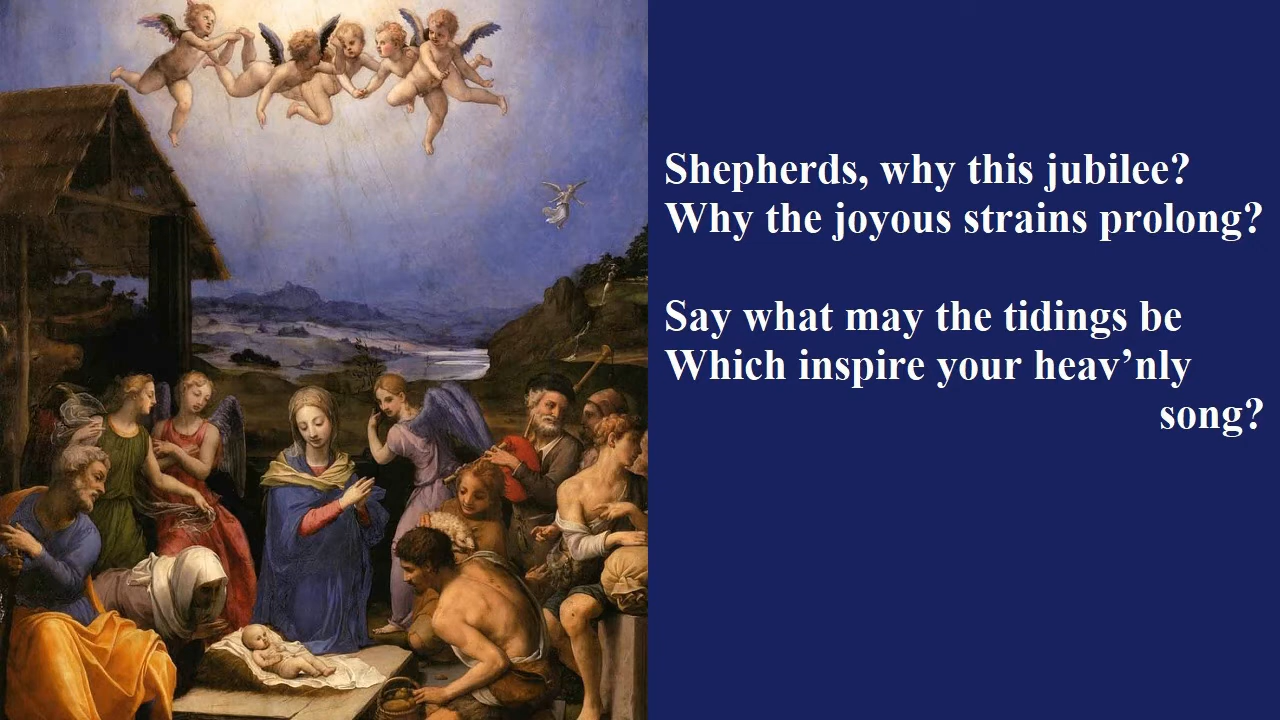 Shepherds, why this jubilee?
Why the joyous strains prolong?
Say what may the tidings be
Which inspire your heav’nly
song?